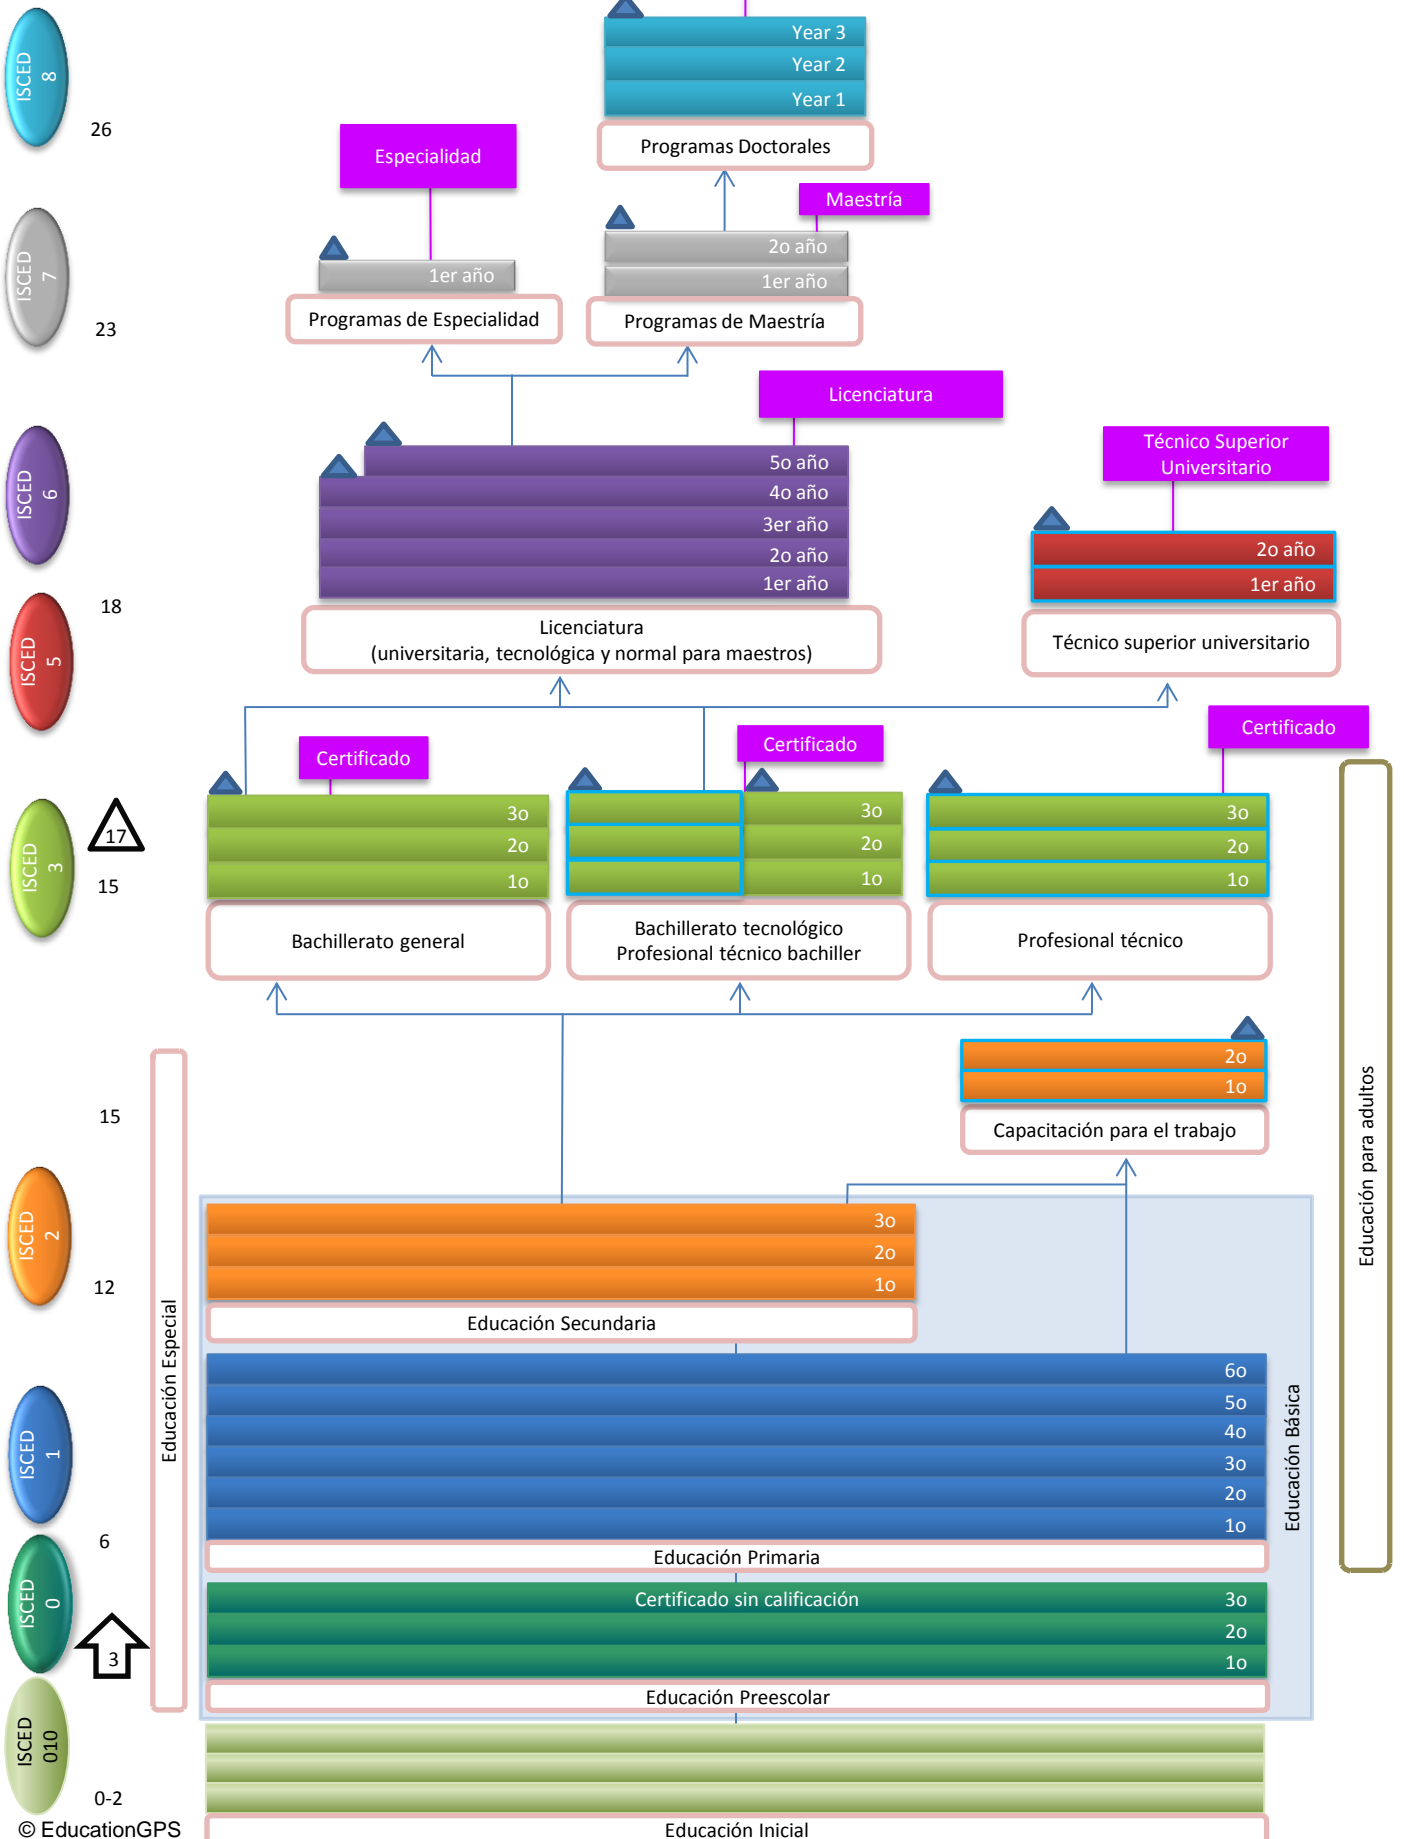 ISCED 8
Year 3
Year 2
Year 1
26
Programas Doctorales
Especialidad
Maestría
ISCED 7
2o año
1er año
1er año
Programas de Especialidad
Programas de Maestría
23
Licenciatura
Técnico Superior
Universitario
ISCED 6
5o año
4o año
3er año
2o año
1er año
2o año
1er año
18
ISCED 5
Licenciatura
(universitaria, tecnológica y normal para maestros)
Técnico superior universitario
Certificado
Certificado
Certificado
ISCED 3
17
15
3o
2o
1o
3o
2o
1o
3o
2o
1o
Bachillerato general
Bachillerato tecnológico
Profesional técnico bachiller
Profesional técnico
2o
1o
15
Capacitación para el trabajo
Educación para adultos
ISCED 2
3o
2o
1o
12
Educación Secundaria
Educación Especial
ISCED 1
6o
5o
4o
3o
2o
1o
Educación Básica
6
Educación Primaria
ISCED 0
Certificado sin calificación
3o
2o
1o
3
Educación Preescolar
ISCED 010
0-2
© EducationGPS
Educación Inicial